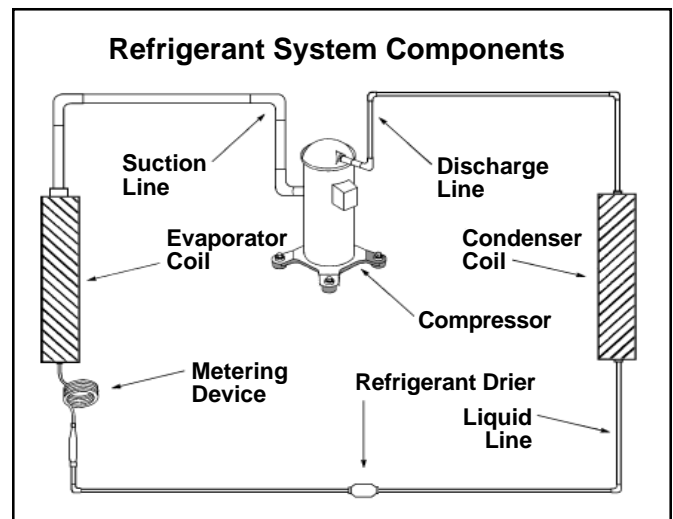 Refrigerant System Components
Suction
Line
Discharge
Line
Evaporator
Coil
Condenser
Coil
Compressor
Metering
Device
Refrigerant Drier
Liquid
Line